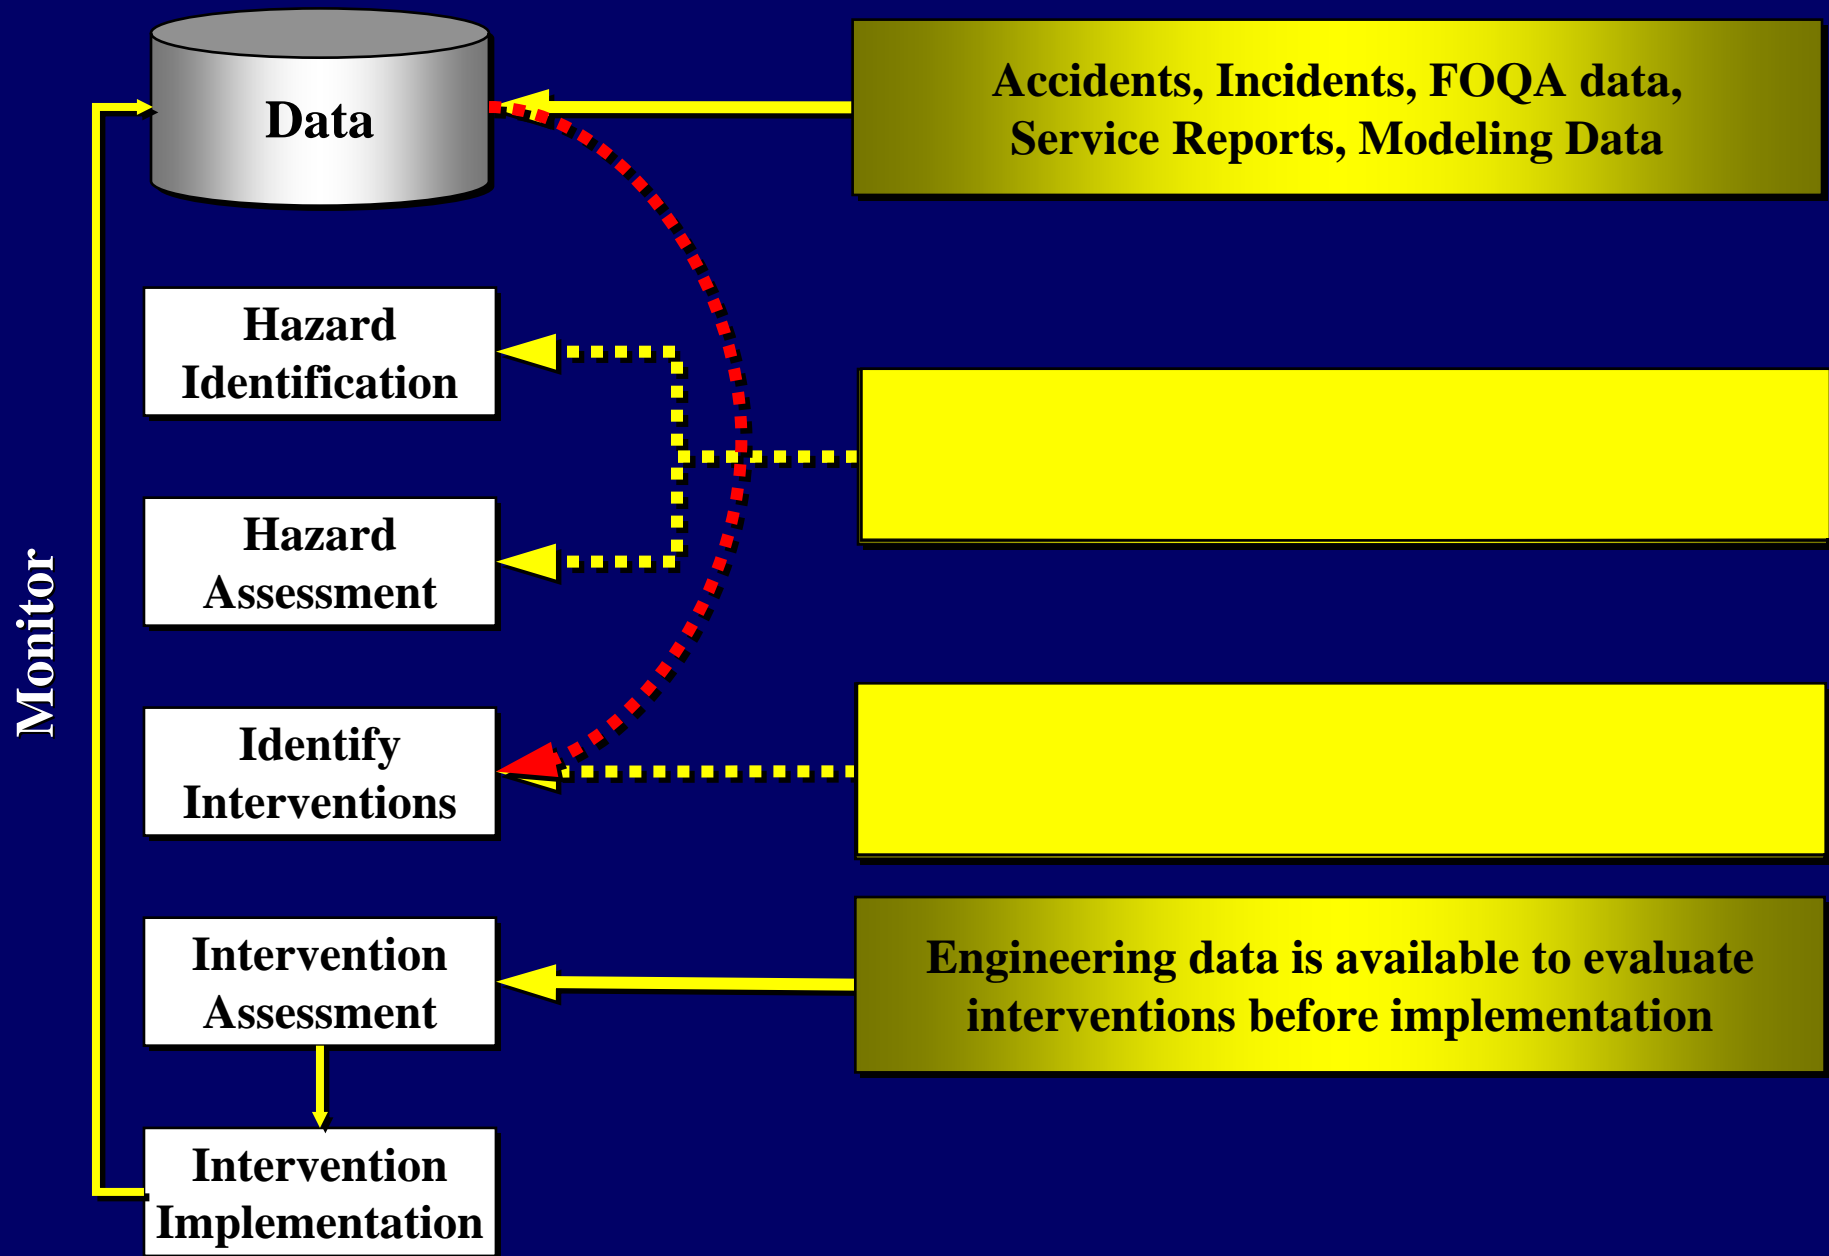 Data
Accidents, Incidents, FOQA data,
Service Reports, Modeling Data
Hazard
Identification
Hazard
Assessment
Monitor
Identify
Interventions
Intervention
Assessment
Engineering data is available to evaluate
interventions before implementation
Intervention
Implementation